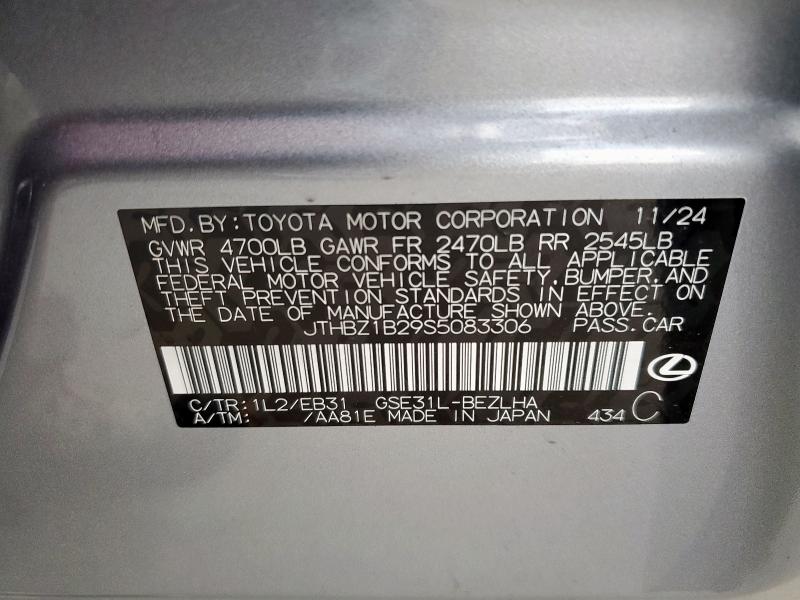 MFD.BY:TOYOTA MOTOR CORPORATION 11/24
GVWR 4700LB GAWR FR 2470LB RR 2545LB
THIS VEHICLE CONFORMS TO ALL APPLICABLE
FEDERAL MOTOR VEHICLE SAFETY,BUMPER,AND
THEFT PREVENTION STANDARDS IN EFFECT ON
THE DATE OF MANUFACTURE SHOWN ABOVE.
JTHBZ1B29S5083306 PASS.CAR
C/TR:1L2/EB31 GSE31L-BEZLHA
A/TM: /AA81E MADE IN JAPAN 434 C